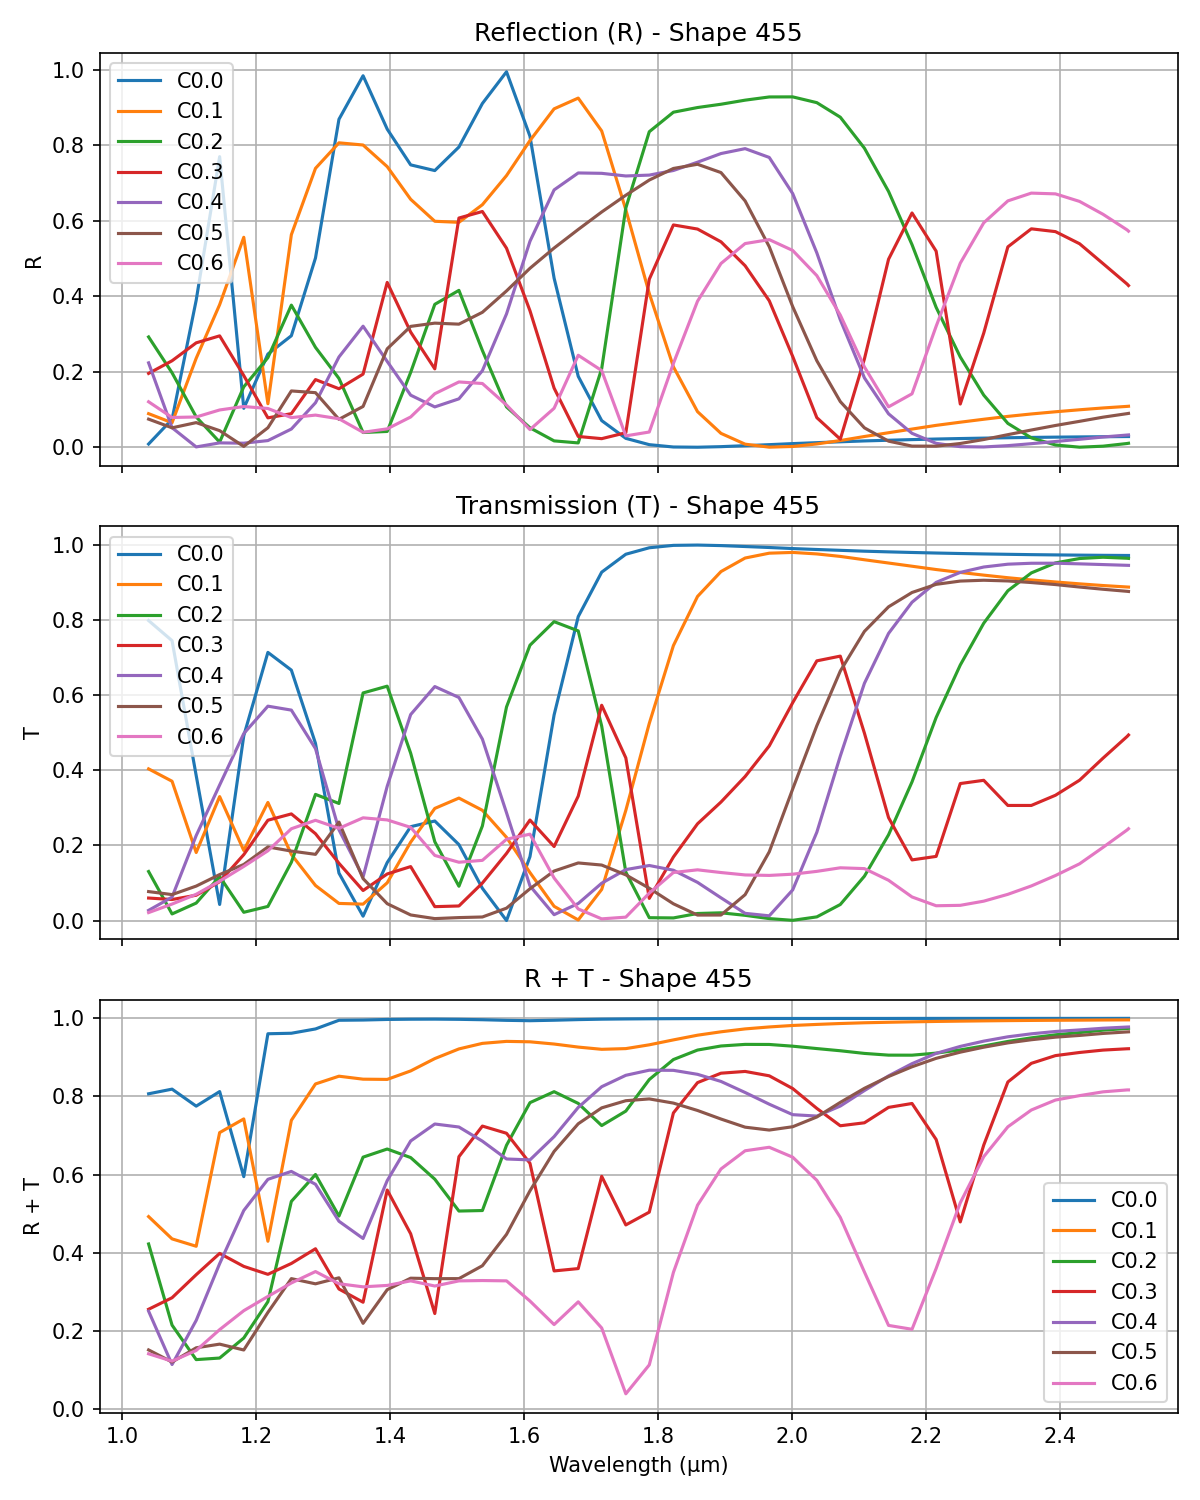 Reflection (R) - Shape 455
1.0
0.8
0.6
0.4
0.2
0.0
R
C0.0
C0.1
C0.2
C0.3
C0.4
C0.5
C0.6
Transmission (T) - Shape 455
1.0
0.8
0.6
0.4
0.2
0.0
T
C0.0
C0.1
C0.2
C0.3
C0.4
C0.5
C0.6
R + T - Shape 455
1.0
0.8
0.6
0.4
0.2
0.0
R + T
C0.0
C0.1
C0.2
C0.3
C0.4
C0.5
C0.6
1.0 1.2 1.4 1.6 1.8 2.0 2.2 2.4
Wavelength (μm)